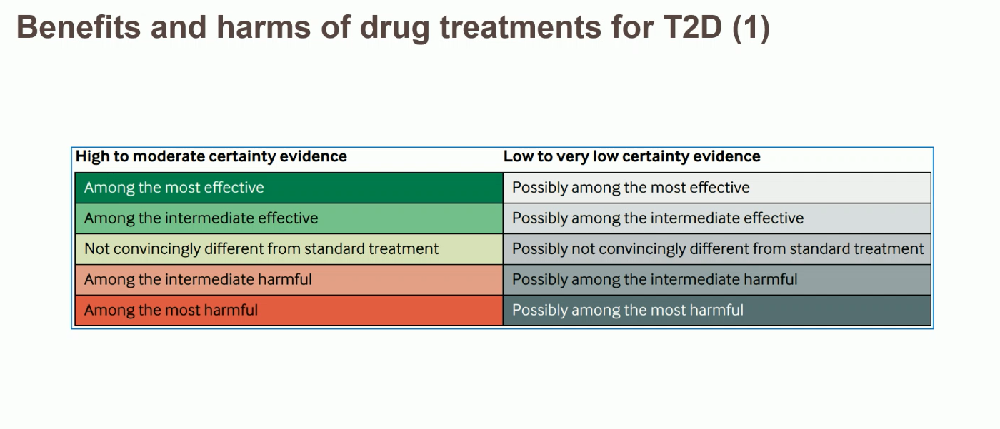 Benefits and harms of drug treatments for T2D (1)
High to moderate certainty evidence
Low to very low certainty evidence
Among the most effective
Possibly among the most effective
Among the intermediate effective
Possibly among the intermediate effective
Not convincingly different from standard treatment
Possibly not convincingly different from standard treatment
Among the intermediate harmful
Possibly among the intermediate harmful
Among the most harmful
Possibly among the most harmful